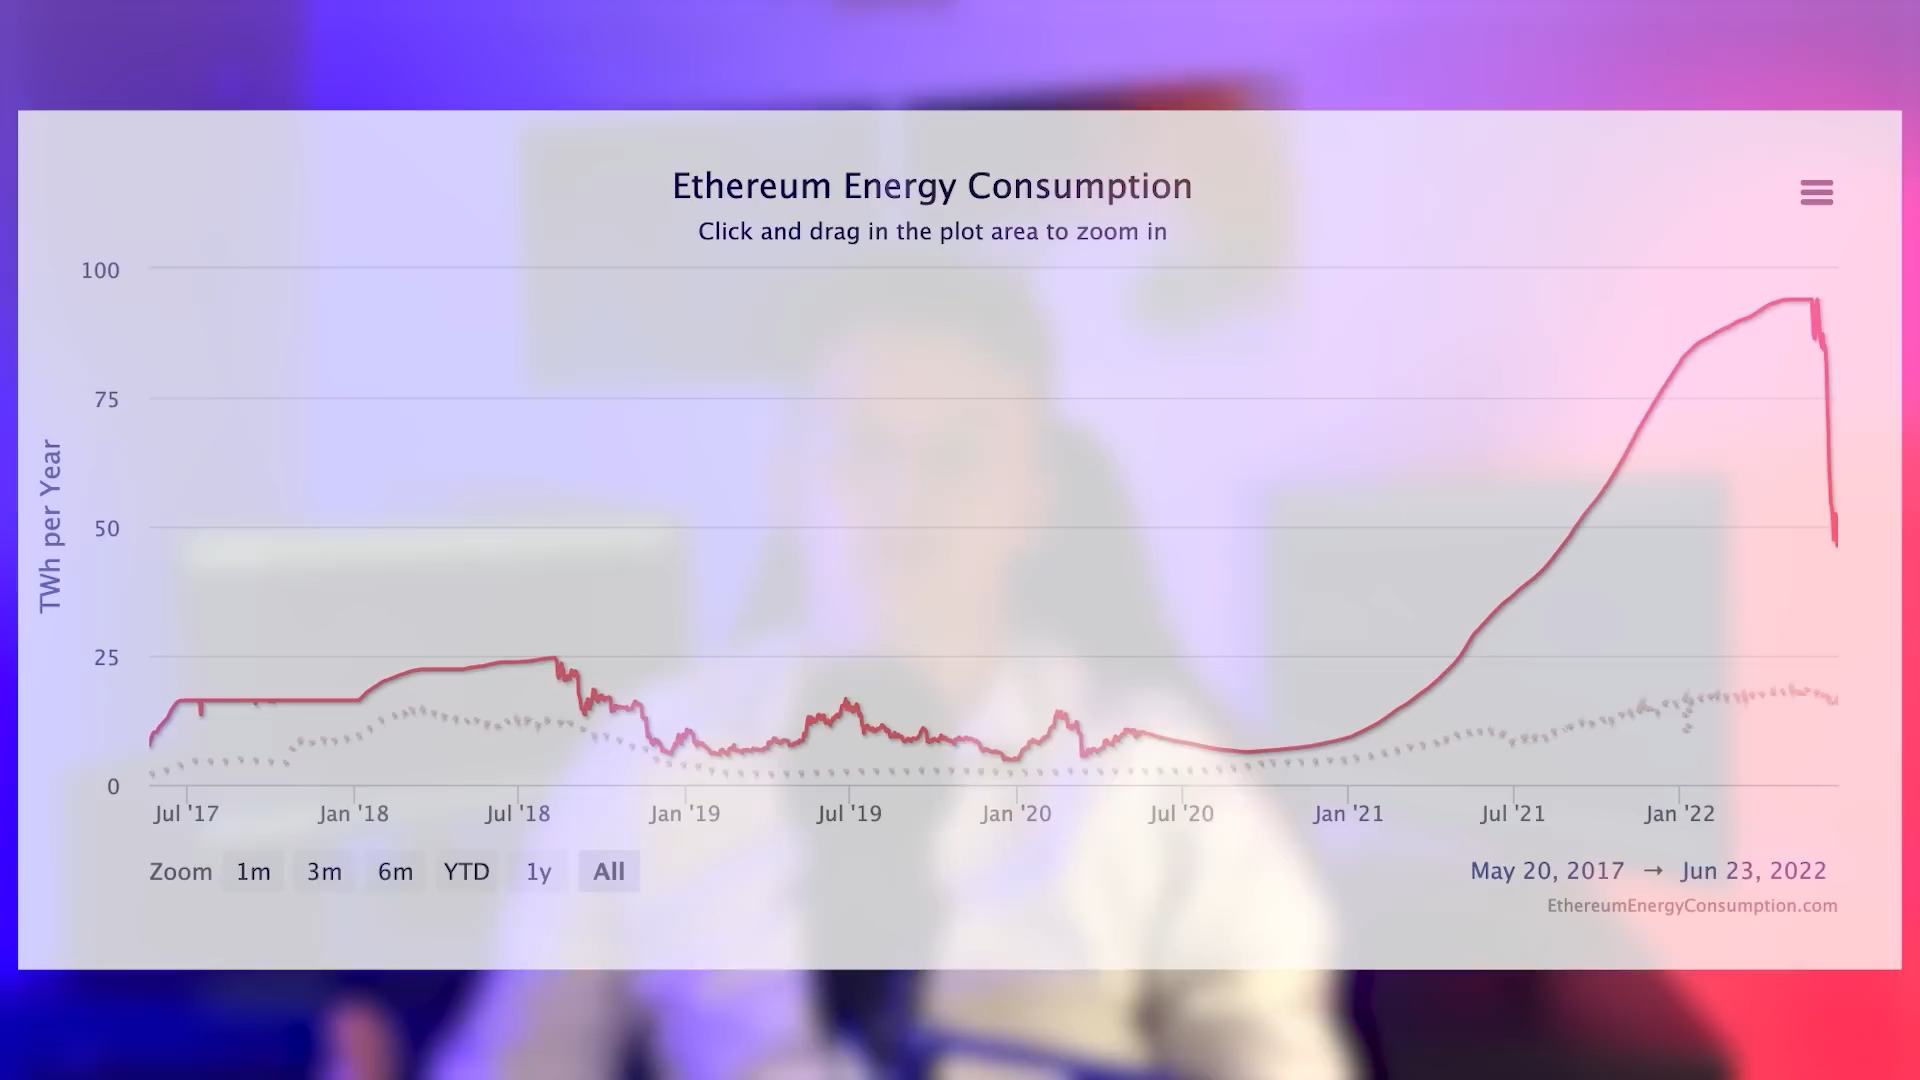 Ethereum Energy Consumption
Click and drag in the plot area to zoom in
TWh per Year
100
75
50
25
0
Jul '17
Jan '18
Jul '18
Jan '19
Jul '19
Jan '20
Jul '20
Jan '21
Jul '21
Jan '22
Zoom 1m 3m 6m YTD 1y All
May 20, 2017 → Jun 23, 2022
EthereumEnergyConsumption.com